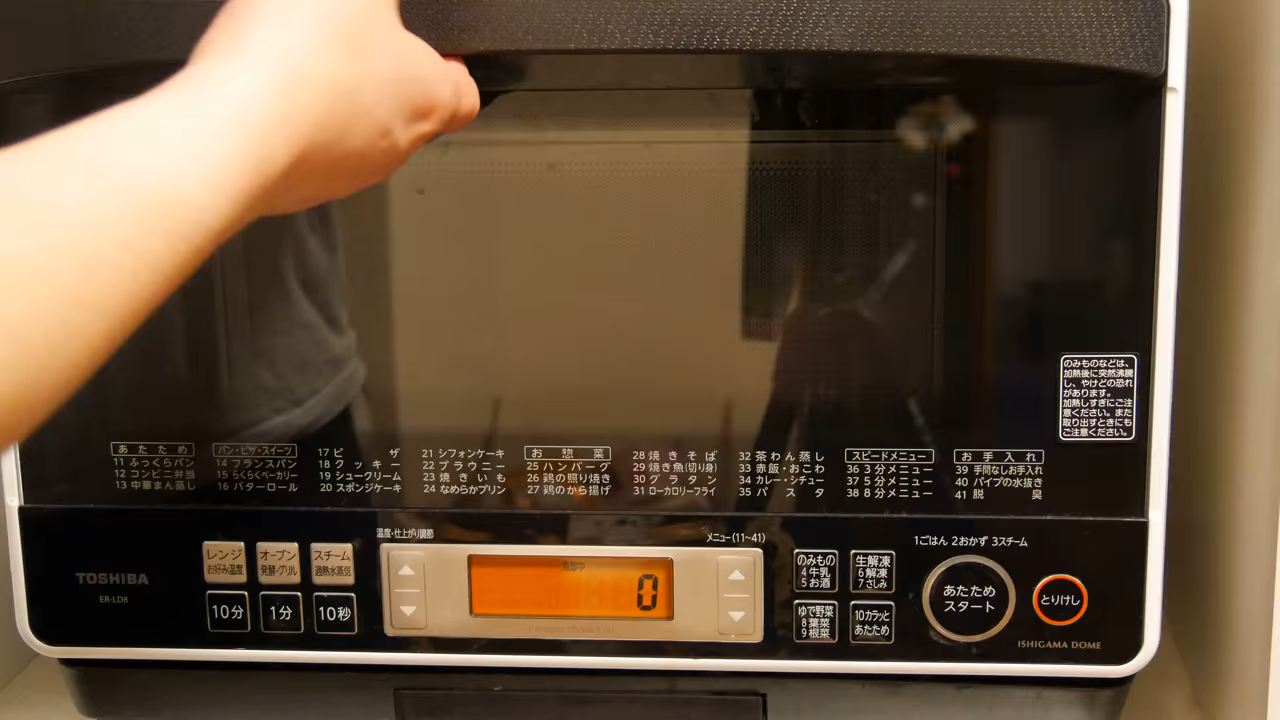 のみものなどは、
加熱後に突然沸騰
し、やけどの恐れ
があります。
加熱しすぎにご注
意ください。また
取り出すときにも
ご注意ください。
あたため
11 ふっくらパン
12 コンビニ弁当
13 中華まん蒸し
パン・ピザ・スイーツ
14 フランスパン
15 らくらくベーカリー
16 バターロール
17 ピザ
18 クッキー
19 シュークリーム
20 スポンジケーキ
21 シフォンケーキ
22 ブラウニー
23 焼きいも
24 なめらかプリン
お惣菜
25 ハンバーグ
26 鶏の照り焼き
27 鶏のから揚げ
28 焼きそば
29 焼き魚(切り身)
30 グラタン
31 ローカロリーフライ
32 茶わん蒸し
33 赤飯・おこわ
34 カレー・シチュー
35 パスタ
スピードメニュー
36 3分メニュー
37 5分メニュー
38 8分メニュー
お手入れ
39 手間なしお手入れ
40 パイプの水抜き
41 脱臭
TOSHIBA
ER-LD8
レンジ
お好み温度
オーブン
発酵・グリル
スチーム
過熱水蒸気
10分
1分
10秒
温度・仕上がり調節
メニュー(11~41)
0
のみもの
4牛乳
5お酒
生解凍
6解凍
7さしみ
ゆで野菜
8葉菜
9根菜
10カラッと
あたため
1ごはん 2おかず 3スチーム
あたため
スタート
とりけし
ISHIGAMA DOME